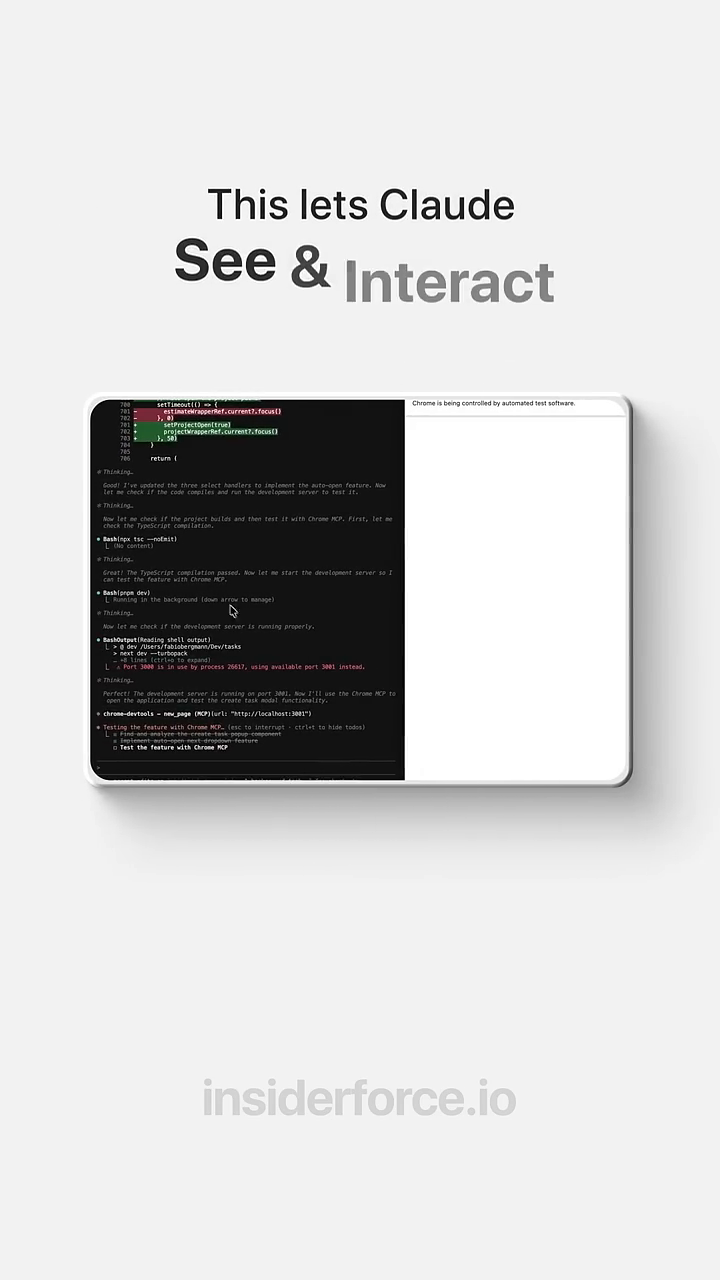 This lets Claude
See & Interact
700 setTimeout(() => {
701 - estimateWrapperRef.current?.focus()
702 - }, 0)
701 + setProjectOpen(true)
702 + projectWrapperRef.current?.focus()
703 + }, 50)
704 }
705
706 return (
Chrome is being controlled by automated test software.
Thinking…
Good! I've updated the three select handlers to implement the auto-open feature. Now
let me check if the code compiles and run the development server to test it.
Thinking…
Now let me check if the project builds and then test it with Chrome MCP. First, let me
check the TypeScript compilation.
Bash(npx tsc --noEmit)
(No content)
Thinking…
Great! The TypeScript compilation passed. Now let me start the development server so I
can test the feature with Chrome MCP.
Bash(pnpm dev)
Running in the background (down arrow to manage)
Thinking…
Now let me check if the development server is running properly.
BashOutput(Reading shell output)
> @ dev /Users/fabiobergmann/Dev/tasks
> next dev --turbopack
… +8 lines (ctrl+o to expand)
⚠ Port 3000 is in use by process 26617, using available port 3001 instead.
Thinking…
Perfect! The development server is running on port 3001. Now I'll use the Chrome MCP to
open the application and test the create task modal functionality.
chrome-devtools - new_page (MCP)(url: "http://localhost:3001")
Testing the feature with Chrome MCP… (esc to interrupt · ctrl+t to hide todos)
Find and analyze the create task popup component
Implement auto-open next dropdown feature
Test the feature with Chrome MCP
>
insiderforce.io